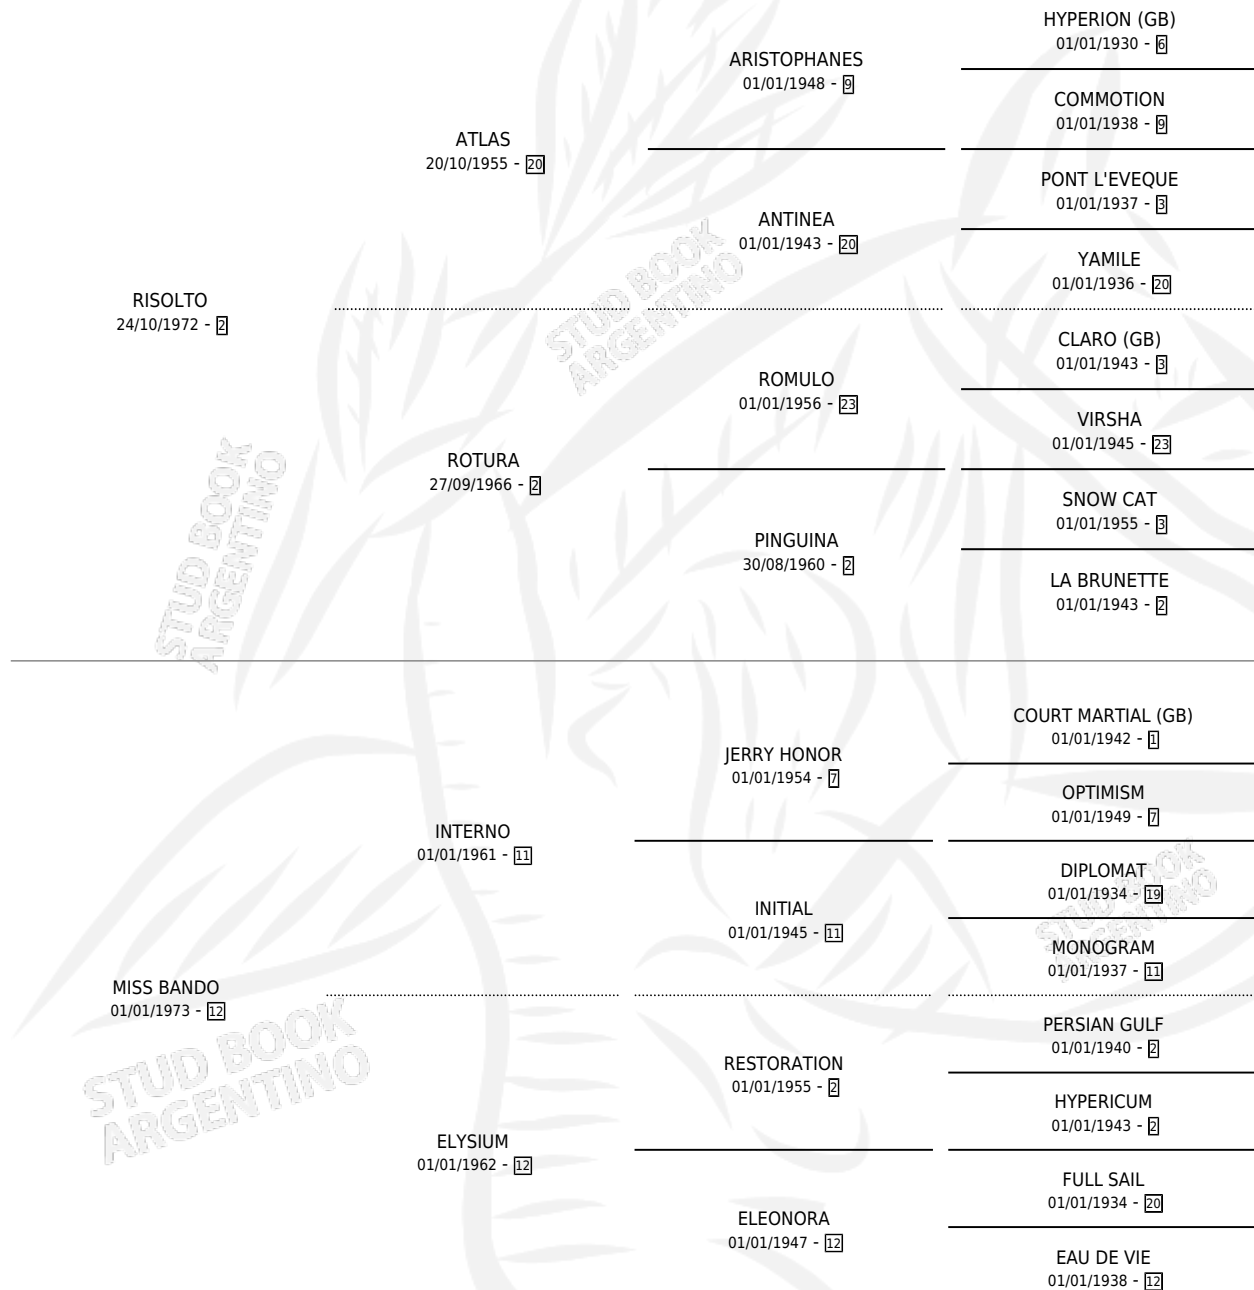 HYPERION (GB)
01/01/1930 - 6
ARISTOPHANES
01/01/1948 - 9
COMMOTION
01/01/1938 - 9
ATLAS
20/10/1955 - 20
PONT L'EVEQUE
01/01/1937 - 3
ANTINEA
01/01/1943 - 20
YAMILE
01/01/1936 - 20
RISOLTO
24/10/1972 - 2
CLARO (GB)
01/01/1943 - 3
ROMULO
01/01/1956 - 23
VIRSHA
01/01/1945 - 23
ROTURA
27/09/1966 - 2
SNOW CAT
01/01/1955 - 3
PINGUINA
30/08/1960 - 2
LA BRUNETTE
01/01/1943 - 2
COURT MARTIAL (GB)
01/01/1942 - 1
JERRY HONOR
01/01/1954 - 7
OPTIMISM
01/01/1949 - 7
INTERNO
01/01/1961 - 11
DIPLOMAT
01/01/1934 - 19
INITIAL
01/01/1945 - 11
MONOGRAM
01/01/1937 - 11
MISS BANDO
01/01/1973 - 12
PERSIAN GULF
01/01/1940 - 2
RESTORATION
01/01/1955 - 2
HYPERICUM
01/01/1943 - 2
ELYSIUM
01/01/1962 - 12
FULL SAIL
01/01/1934 - 20
ELEONORA
01/01/1947 - 12
EAU DE VIE
01/01/1938 - 12
STUD BOOK
ARGENTINO
STUD BOOK
ARGENTINO
STUD BOOK
ARGENTINO
STUD BOOK
ARGENTINO